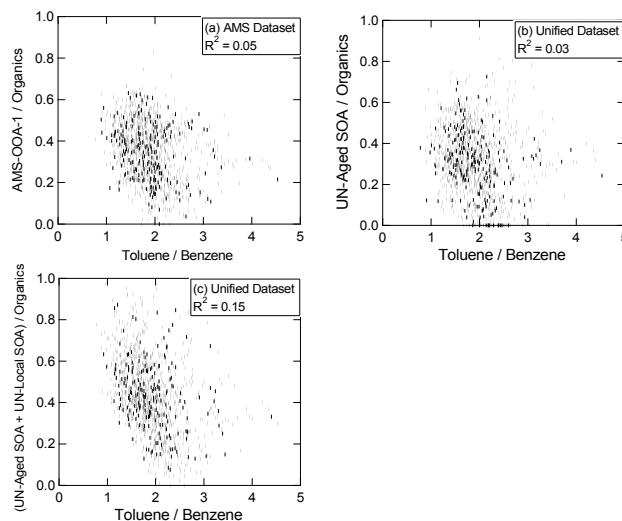 (a) AMS Dataset
R² = 0.05
1.0
0.8
0.6
0.4
0.2
0.0
AMS-OOA-1 / Organics
0 1 2 3 4 5
Toluene / Benzene
(b) Unified Dataset
R² = 0.03
1.0
0.8
0.6
0.4
0.2
0.0
UN-Aged SOA / Organics
0 1 2 3 4 5
Toluene / Benzene
(c) Unified Dataset
R² = 0.15
1.0
0.8
0.6
0.4
0.2
0.0
(UN-Aged SOA + UN-Local SOA) / Organics
0 1 2 3 4 5
Toluene / Benzene